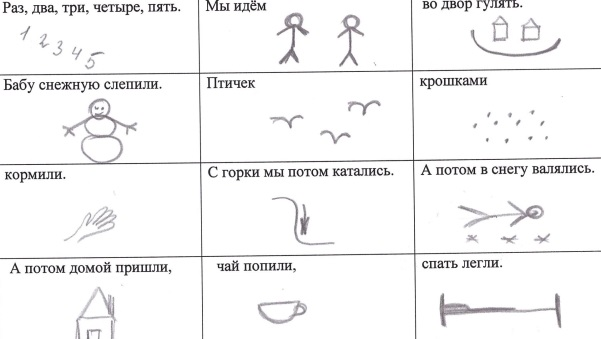 Раз, два, три, четыре, пять.
1 2 3 4 5
Мы идём
во двор гулять.
Бабу снежную слепили.
Птичек
крошками
кормили.
С горки мы потом катались.
А потом в снегу валялись.
А потом домой пришли,
чай попили,
спать легли.